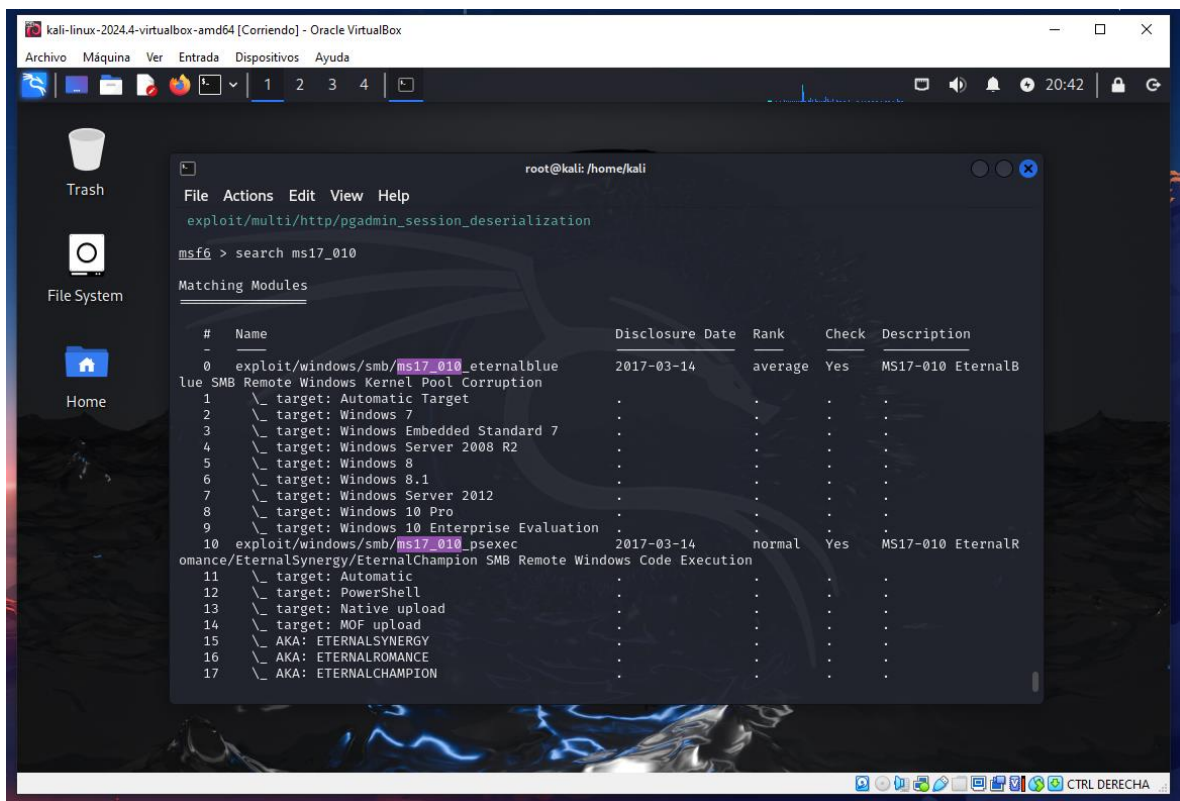 kali-linux-2024.4-virtualbox-amd64 [Corriendo] - Oracle VirtualBox
Archivo Máquina Ver Entrada Dispositivos Ayuda
1 2 3 4 20:42
Trash
File System
Home
root@kali: /home/kali
File Actions Edit View Help
exploit/multi/http/pgadmin_session_deserialization
msf6 > search ms17_010
Matching Modules
================
# Name Disclosure Date Rank Check Description
- ---- --------------- ---- ----- -----------
0 exploit/windows/smb/ms17_010_eternalblue 2017-03-14 average Yes MS17-010 EternalB
lue SMB Remote Windows Kernel Pool Corruption
1 \_ target: Automatic Target . . . .
2 \_ target: Windows 7 . . . .
3 \_ target: Windows Embedded Standard 7 . . . .
4 \_ target: Windows Server 2008 R2 . . . .
5 \_ target: Windows 8 . . . .
6 \_ target: Windows 8.1 . . . .
7 \_ target: Windows Server 2012 . . . .
8 \_ target: Windows 10 Pro . . . .
9 \_ target: Windows 10 Enterprise Evaluation . . . .
10 exploit/windows/smb/ms17_010_psexec 2017-03-14 normal Yes MS17-010 EternalR
omance/EternalSynergy/EternalChampion SMB Remote Windows Code Execution
11 \_ target: Automatic . . . .
12 \_ target: PowerShell . . . .
13 \_ target: Native upload . . . .
14 \_ target: MOF upload . . . .
15 \_ AKA: ETERNALSYNERGY . . . .
16 \_ AKA: ETERNALROMANCE . . . .
17 \_ AKA: ETERNALCHAMPION . . . .
CTRL DERECHA